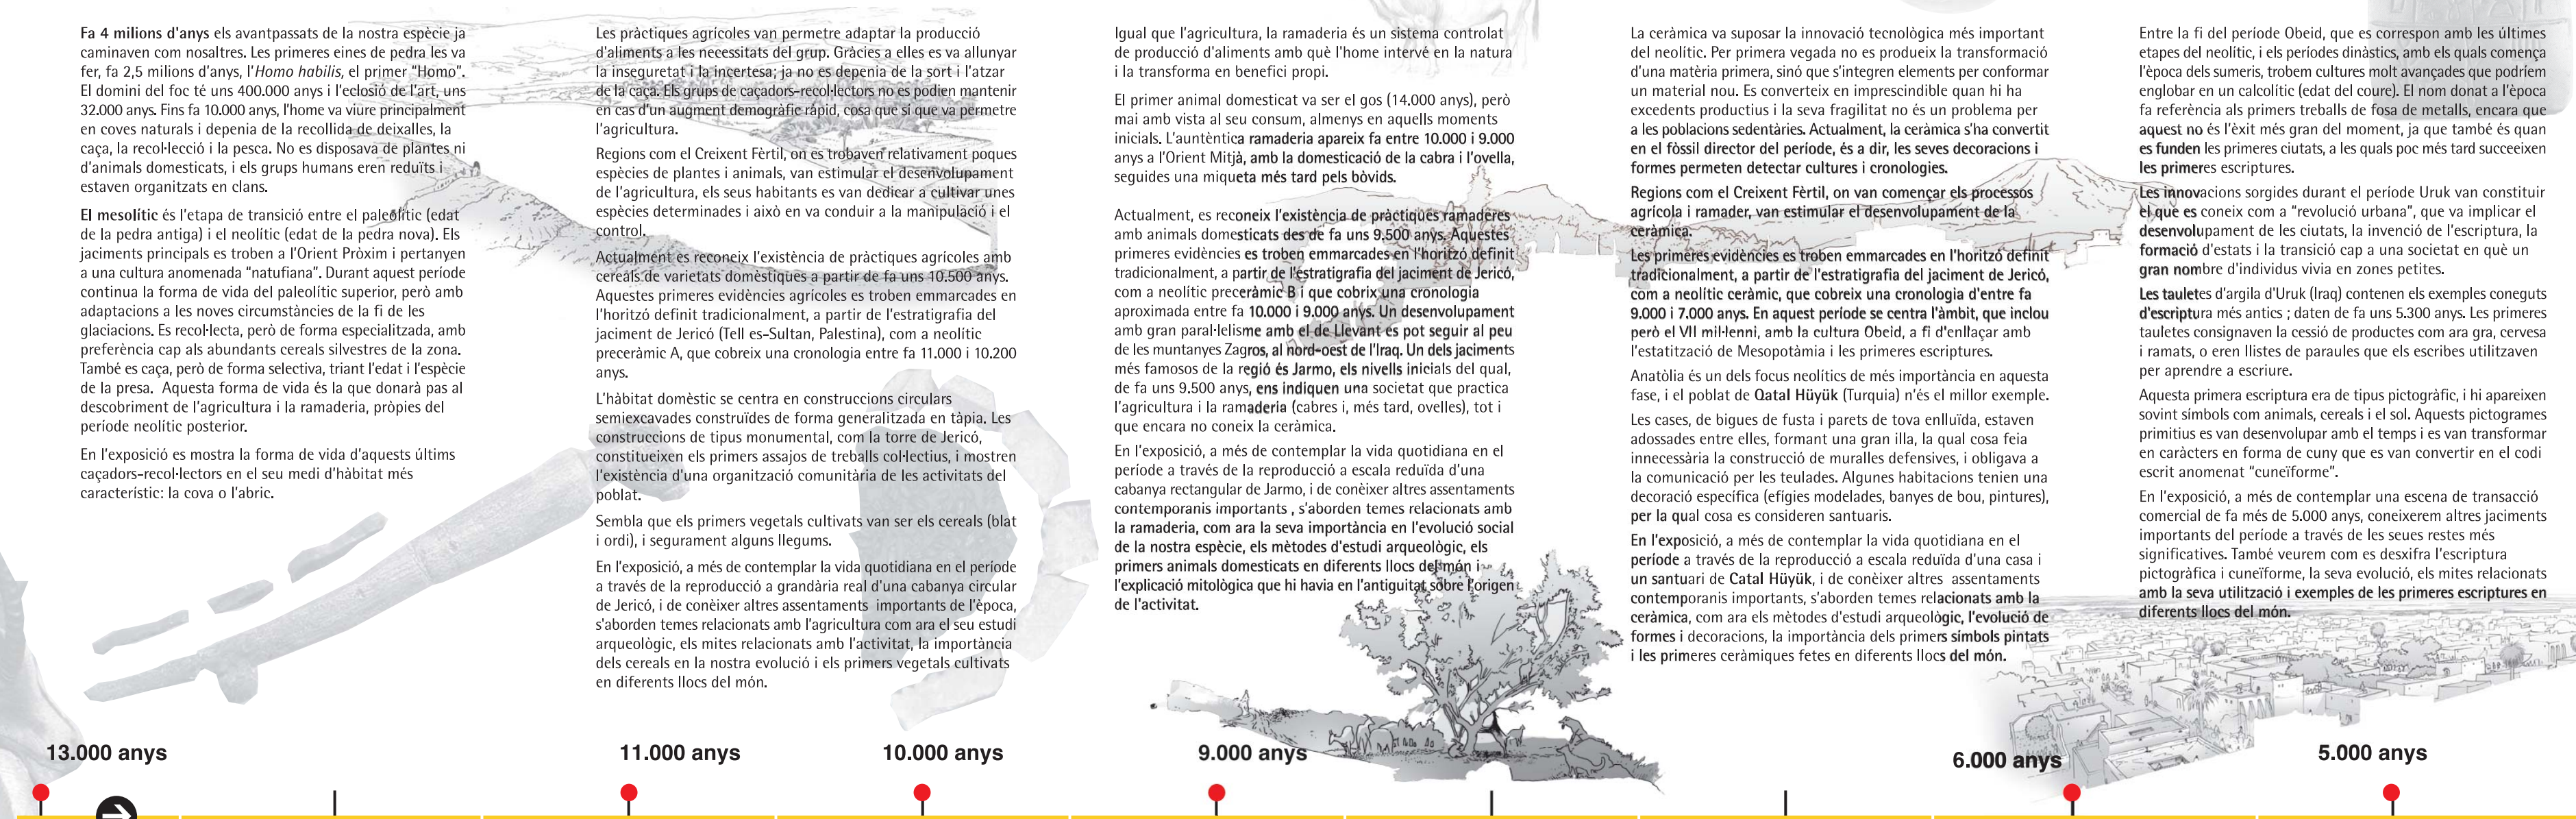 Fa 4 milions d'anys els avantpassats de la nostra espècie ja
caminaven com nosaltres. Les primeres eines de pedra les va
fer, fa 2,5 milions d'anys, l'Homo habilis, el primer “Homo”.
El domini del foc té uns 400.000 anys i l'eclosió de l'art, uns
32.000 anys. Fins fa 10.000 anys, l'home va viure principalment
en coves naturals i depenia de la recollida de deixalles, la
caça, la recol·lecció i la pesca. No es disposava de plantes ni
d'animals domesticats, i els grups humans eren reduïts i
estaven organitzats en clans.
El mesolític és l'etapa de transició entre el paleolític (edat
de la pedra antiga) i el neolític (edat de la pedra nova). Els
jaciments principals es troben a l'Orient Pròxim i pertanyen
a una cultura anomenada “natufiana”. Durant aquest període
continua la forma de vida del paleolític superior, però amb
adaptacions a les noves circumstàncies de la fi de les
glaciacions. Es recol·lecta, però de forma especialitzada, amb
preferència cap als abundants cereals silvestres de la zona.
També es caça, però de forma selectiva, triant l'edat i l'espècie
de la presa. Aquesta forma de vida és la que donarà pas al
descobriment de l'agricultura i la ramaderia, pròpies del
període neolític posterior.
En l'exposició es mostra la forma de vida d'aquests últims
caçadors-recol·lectors en el seu medi d'hàbitat més
característic: la cova o l'abric.
Les pràctiques agrícoles van permetre adaptar la producció
d'aliments a les necessitats del grup. Gràcies a elles es va allunyar
la inseguretat i la incertesa; ja no es depenia de la sort i l'atzar
de la caça. Els grups de caçadors-recol·lectors no es podien mantenir
en cas d'un augment demogràfic ràpid, cosa que sí que va permetre
l'agricultura.
Regions com el Creixent Fèrtil, on es trobaven relativament poques
espècies de plantes i animals, van estimular el desenvolupament
de l'agricultura, els seus habitants es van dedicar a cultivar unes
espècies determinades i això en va conduir a la manipulació i el
control.
Actualment es reconeix l'existència de pràctiques agrícoles amb
cereals de varietats domèstiques a partir de fa uns 10.500 anys.
Aquestes primeres evidències agrícoles es troben emmarcades en
l'horitzó definit tradicionalment, a partir de l'estratigrafia del
jaciment de Jericó (Tell es-Sultan, Palestina), com a neolític
preceràmic A, que cobreix una cronologia entre fa 11.000 i 10.200
anys.
L'hàbitat domèstic se centra en construccions circulars
semiexcavades construïdes de forma generalitzada en tàpia. Les
construccions de tipus monumental, com la torre de Jericó,
constitueixen els primers assajos de treballs col·lectius, i mostren
l'existència d'una organització comunitària de les activitats del
poblat.
Sembla que els primers vegetals cultivats van ser els cereals (blat
i ordi), i segurament alguns llegums.
En l'exposició, a més de contemplar la vida quotidiana en el període
a través de la reproducció a grandària real d'una cabanya circular
de Jericó, i de conèixer altres assentaments importants de l'època,
s'aborden temes relacionats amb l'agricultura com ara el seu estudi
arqueològic, els mites relacionats amb l'activitat, la importància
dels cereals en la nostra evolució i els primers vegetals cultivats
en diferents llocs del món.
Igual que l'agricultura, la ramaderia és un sistema controlat
de producció d'aliments amb què l'home intervé en la natura
i la transforma en benefici propi.
El primer animal domesticat va ser el gos (14.000 anys), però
mai amb vista al seu consum, almenys en aquells moments
inicials. L'auntèntica ramaderia apareix fa entre 10.000 i 9.000
anys a l'Orient Mitjà, amb la domesticació de la cabra i l'ovella,
seguides una miqueta més tard pels bòvids.
Actualment, es reconeix l'existència de pràctiques ramaderes
amb animals domesticats des de fa uns 9.500 anys. Aquestes
primeres evidències es troben emmarcades en l'horitzó definit
tradicionalment, a partir de l'estratigrafia del jaciment de Jericó,
com a neolític preceràmic B i que cobrix una cronologia
aproximada entre fa 10.000 i 9.000 anys. Un desenvolupament
amb gran paral·lelisme amb el de Llevant es pot seguir al peu
de les muntanyes Zagros, al nord-oest de l'Iraq. Un dels jaciments
més famosos de la regió és Jarmo, els nivells inicials del qual,
de fa uns 9.500 anys, ens indiquen una societat que practica
l'agricultura i la ramaderia (cabres i, més tard, ovelles), tot i
que encara no coneix la ceràmica.
En l'exposició, a més de contemplar la vida quotidiana en el
període a través de la reproducció a escala reduïda d'una
cabanya rectangular de Jarmo, i de conèixer altres assentaments
contemporanis importants , s'aborden temes relacionats amb
la ramaderia, com ara la seva importància en l'evolució social
de la nostra espècie, els mètodes d'estudi arqueològic, els
primers animals domesticats en diferents llocs del món i
l'explicació mitològica que hi havia en l'antiguitat sobre l'origen
de l'activitat.
La ceràmica va suposar la innovació tecnològica més important
del neolític. Per primera vegada no es produeix la transformació
d'una matèria primera, sinó que s'integren elements per conformar
un material nou. Es converteix en imprescindible quan hi ha
excedents productius i la seva fragilitat no és un problema per
a les poblacions sedentàries. Actualment, la ceràmica s'ha convertit
en el fòssil director del període, és a dir, les seves decoracions i
formes permeten detectar cultures i cronologies.
Regions com el Creixent Fèrtil, on van començar els processos
agrícola i ramader, van estimular el desenvolupament de la
ceràmica.
Les primeres evidències es troben emmarcades en l'horitzó definit
tradicionalment, a partir de l'estratigrafia del jaciment de Jericó,
com a neolític ceràmic, que cobreix una cronologia d'entre fa
9.000 i 7.000 anys. En aquest període se centra l'àmbit, que inclou
però el VII mil·lenni, amb la cultura Obeid, a fi d'enllaçar amb
l'estatització de Mesopotàmia i les primeres escriptures.
Anatòlia és un dels focus neolítics de més importància en aquesta
fase, i el poblat de Qatal Hüyük (Turquia) n'és el millor exemple.
Les cases, de bigues de fusta i parets de tova enlluïda, estaven
adossades entre elles, formant una gran illa, la qual cosa feia
innecessària la construcció de muralles defensives, i obligava a
la comunicació per les teulades. Algunes habitacions tenien una
decoració específica (efígies modelades, banyes de bou, pintures),
per la qual cosa es consideren santuaris.
En l'exposició, a més de contemplar la vida quotidiana en el
període a través de la reproducció a escala reduïda d'una casa i
un santuari de Catal Hüyük, i de conèixer altres assentaments
contemporanis importants, s'aborden temes relacionats amb la
ceràmica, com ara els mètodes d'estudi arqueològic, l'evolució de
formes i decoracions, la importància dels primers símbols pintats
i les primeres ceràmiques fetes en diferents llocs del món.
Entre la fi del període Obeid, que es correspon amb les últimes
etapes del neolític, i els períodes dinàstics, amb els quals comença
l'època dels sumeris, trobem cultures molt avançades que podríem
englobar en un calcolític (edat del coure). El nom donat a l'època
fa referència als primers treballs de fosa de metalls, encara que
aquest no és l'èxit més gran del moment, ja que també és quan
es funden les primeres ciutats, a les quals poc més tard succeeixen
les primeres escriptures.
Les innovacions sorgides durant el període Uruk van constituir
el que es coneix com a “revolució urbana”, que va implicar el
desenvolupament de les ciutats, la invenció de l'escriptura, la
formació d'estats i la transició cap a una societat en què un
gran nombre d'individus vivia en zones petites.
Les tauletes d'argila d'Uruk (Iraq) contenen els exemples coneguts
d'escriptura més antics ; daten de fa uns 5.300 anys. Les primeres
tauletes consignaven la cessió de productes com ara gra, cervesa
i ramats, o eren llistes de paraules que els escribes utilitzaven
per aprendre a escriure.
Aquesta primera escriptura era de tipus pictogràfic, i hi apareixen
sovint símbols com animals, cereals i el sol. Aquests pictogrames
primitius es van desenvolupar amb el temps i es van transformar
en caràcters en forma de cuny que es van convertir en el codi
escrit anomenat “cuneïforme”.
En l'exposició, a més de contemplar una escena de transacció
comercial de fa més de 5.000 anys, coneixerem altres jaciments
importants del període a través de les seues restes més
significatives. També veurem com es desxifra l'escriptura
pictogràfica i cuneïforme, la seva evolució, els mites relacionats
amb la seva utilització i exemples de les primeres escriptures en
diferents llocs del món.
13.000 anys
11.000 anys
10.000 anys
9.000 anys
6.000 anys
5.000 anys